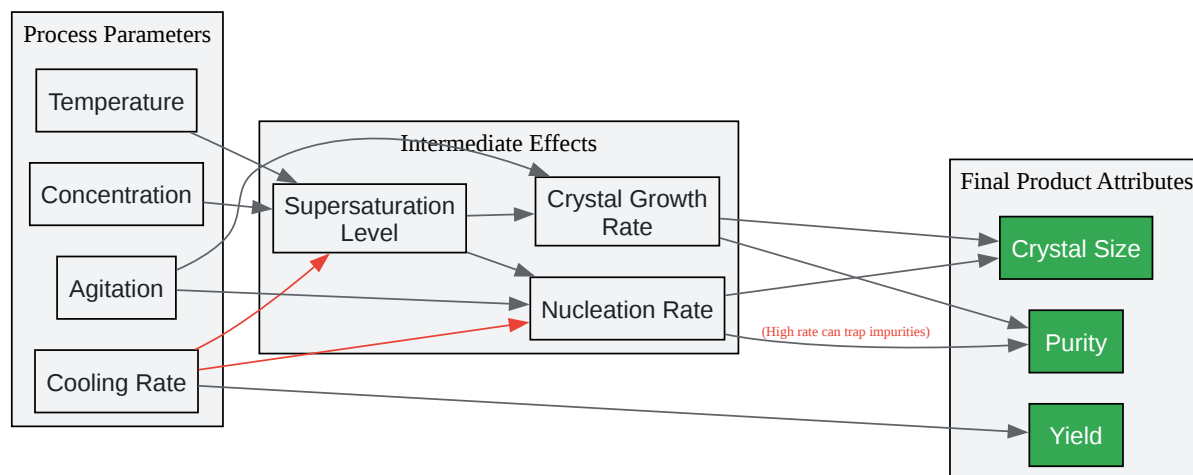 Process Parameters
Temperature
Concentration
Agitation
Cooling Rate
Intermediate Effects
Supersaturation
Level
Crystal Growth
Rate
Nucleation Rate
(High rate can trap impurities)
Final Product Attributes
Crystal Size
Purity
Yield